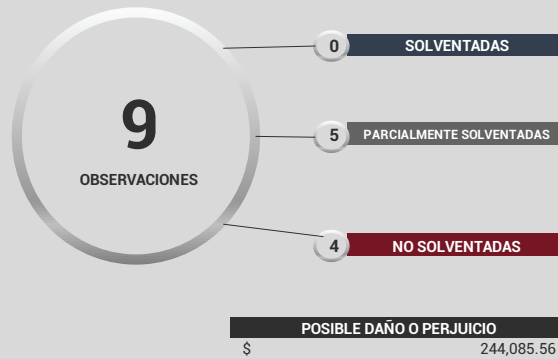 9
OBSERVACIONES
0 SOLVENTADAS
5 PARCIALMENTE SOLVENTADAS
4 NO SOLVENTADAS
POSIBLE DAÑO O PERJUICIO
$ 244,085.56